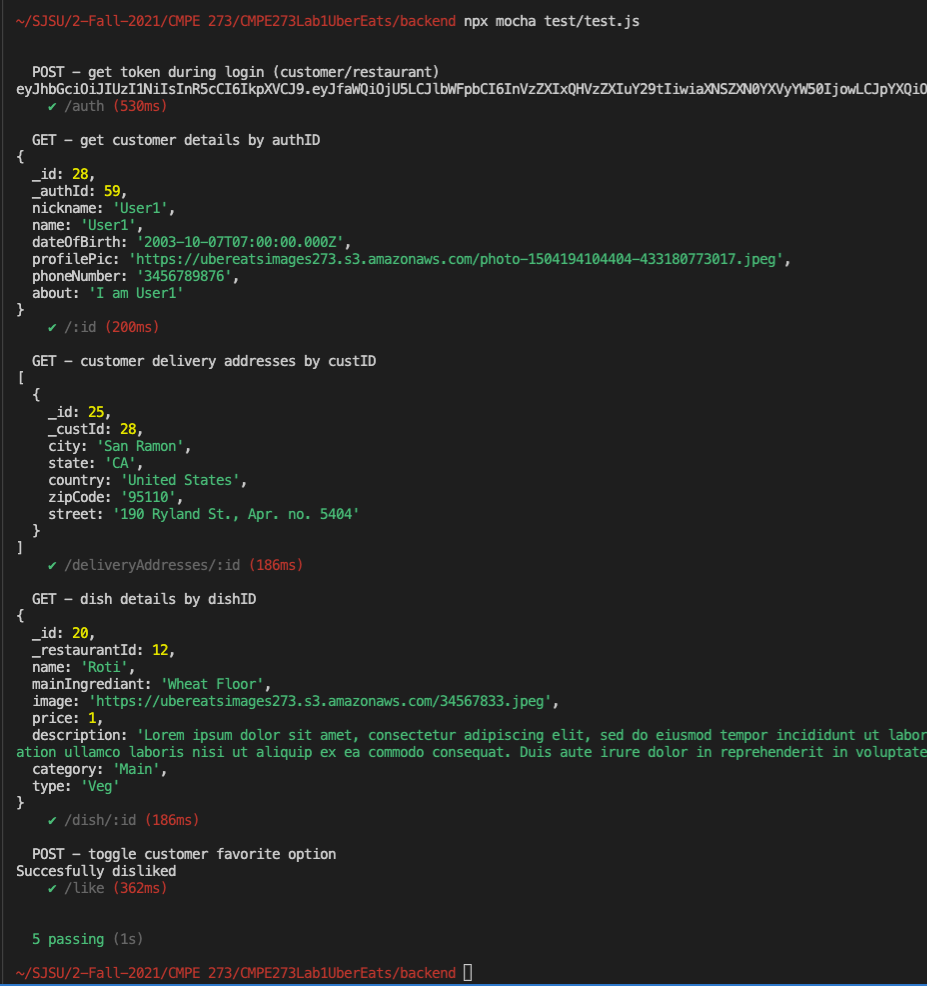 ~/SJSU/2-Fall-2021/CMPE 273/CMPE273Lab1UberEats/backend npx mocha test/test.js
POST – get token during login (customer/restaurant)
eyJhbGciOiJIUzI1NiIsInR5cCI6IkpXVCJ9.eyJfaWQiOjU5LCJlbWFpbCI6InVzZXIxQHVzZXIuY29tIiwiaXNSZXN0YXVyYW50IjowLCJpYXQiO
✔ /auth (530ms)
GET – get customer details by authID
{
_id: 28,
_authId: 59,
nickname: 'User1',
name: 'User1',
dateOfBirth: '2003-10-07T07:00:00.000Z',
profilePic: 'https://ubereatsimages273.s3.amazonaws.com/photo-1504194104404-433180773017.jpeg',
phoneNumber: '3456789876',
about: 'I am User1'
}
✔ /:id (200ms)
GET – customer delivery addresses by custID
[
{
_id: 25,
_custId: 28,
city: 'San Ramon',
state: 'CA',
country: 'United States',
zipCode: '95110',
street: '190 Ryland St., Apr. no. 5404'
}
]
✔ /deliveryAddresses/:id (186ms)
GET – dish details by dishID
{
_id: 20,
_restaurantId: 12,
name: 'Roti',
mainIngrediant: 'Wheat Floor',
image: 'https://ubereatsimages273.s3.amazonaws.com/34567833.jpeg',
price: 1,
description: 'Lorem ipsum dolor sit amet, consectetur adipiscing elit, sed do eiusmod tempor incididunt ut labor
ation ullamco laboris nisi ut aliquip ex ea commodo consequat. Duis aute irure dolor in reprehenderit in voluptate
category: 'Main',
type: 'Veg'
}
✔ /dish/:id (186ms)
POST – toggle customer favorite option
Succesfully disliked
✔ /like (362ms)
5 passing (1s)
~/SJSU/2-Fall-2021/CMPE 273/CMPE273Lab1UberEats/backend